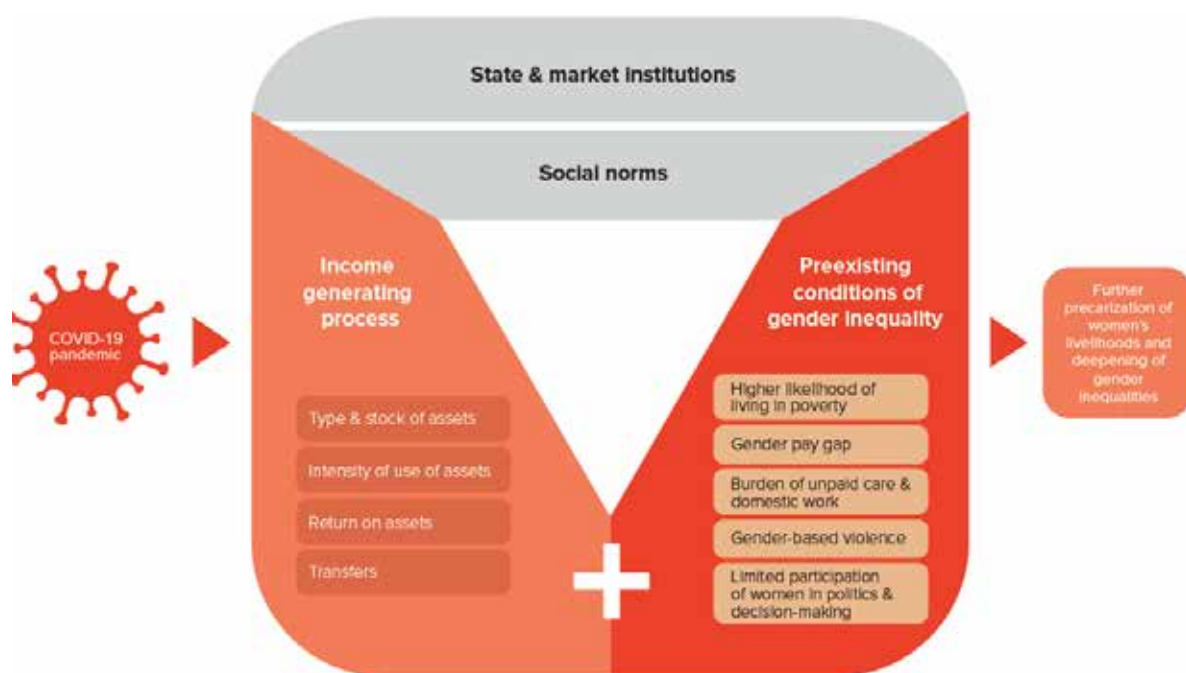 State & market institutions
Social norms
COVID-19
pandemic
Income
generating
process
Type & stock of assets
Intensity of use of assets
Return on assets
Transfers
Preexisting
conditions of
gender inequality
Higher likelihood of
living in poverty
Gender pay gap
Burden of unpaid care &
domestic work
Gender-based violence
Limited participation
of women in politics &
decision-making
Further
precarization of
women's
livelihoods and
deepening of
gender
inequalities